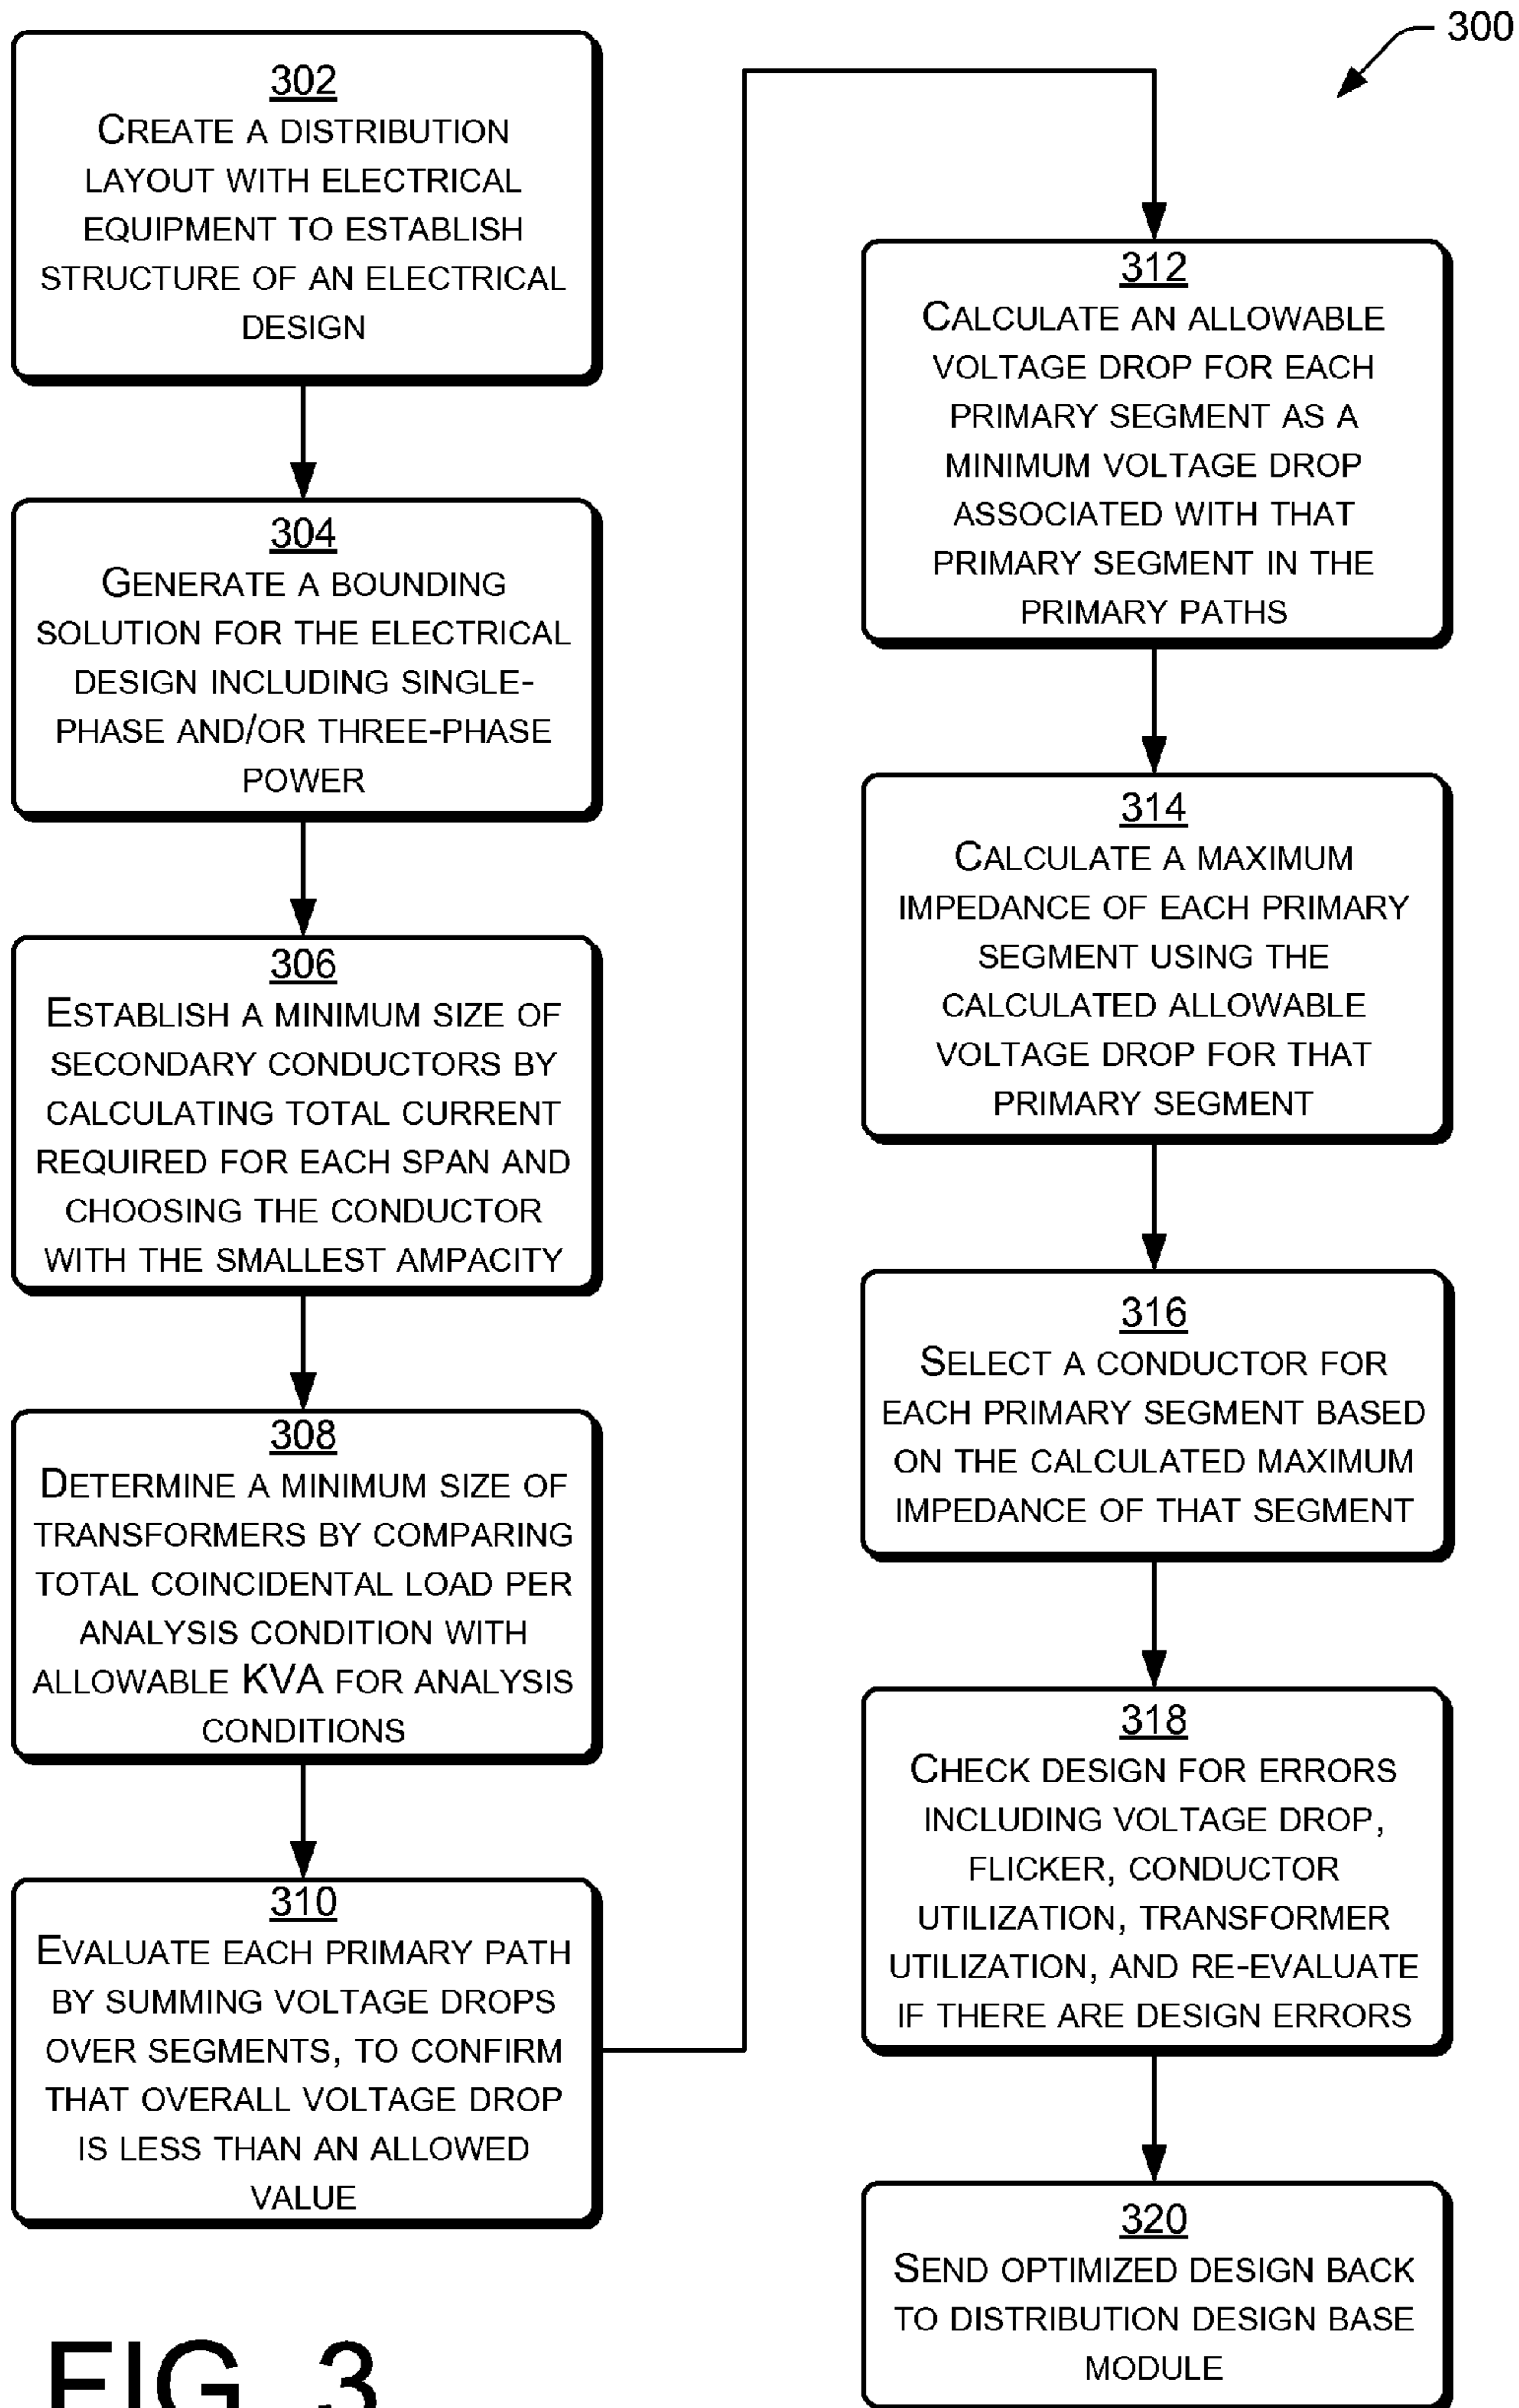 300
302
CREATE A DISTRIBUTION
LAYOUT WITH ELECTRICAL
EQUIPMENT TO ESTABLISH
STRUCTURE OF AN ELECTRICAL
DESIGN
304
GENERATE A BOUNDING
SOLUTION FOR THE ELECTRICAL
DESIGN INCLUDING SINGLE-
PHASE AND/OR THREE-PHASE
POWER
306
ESTABLISH A MINIMUM SIZE OF
SECONDARY CONDUCTORS BY
CALCULATING TOTAL CURRENT
REQUIRED FOR EACH SPAN AND
CHOOSING THE CONDUCTOR
WITH THE SMALLEST AMPACITY
308
DETERMINE A MINIMUM SIZE OF
TRANSFORMERS BY COMPARING
TOTAL COINCIDENTAL LOAD PER
ANALYSIS CONDITION WITH
ALLOWABLE KVA FOR ANALYSIS
CONDITIONS
310
EVALUATE EACH PRIMARY PATH
BY SUMMING VOLTAGE DROPS
OVER SEGMENTS, TO CONFIRM
THAT OVERALL VOLTAGE DROP
IS LESS THAN AN ALLOWED
VALUE
312
CALCULATE AN ALLOWABLE
VOLTAGE DROP FOR EACH
PRIMARY SEGMENT AS A
MINIMUM VOLTAGE DROP
ASSOCIATED WITH THAT
PRIMARY SEGMENT IN THE
PRIMARY PATHS
314
CALCULATE A MAXIMUM
IMPEDANCE OF EACH PRIMARY
SEGMENT USING THE
CALCULATED ALLOWABLE
VOLTAGE DROP FOR THAT
PRIMARY SEGMENT
316
SELECT A CONDUCTOR FOR
EACH PRIMARY SEGMENT BASED
ON THE CALCULATED MAXIMUM
IMPEDANCE OF THAT SEGMENT
318
CHECK DESIGN FOR ERRORS
INCLUDING VOLTAGE DROP,
FLICKER, CONDUCTOR
UTILIZATION, TRANSFORMER
UTILIZATION, AND RE-EVALUATE
IF THERE ARE DESIGN ERRORS
320
SEND OPTIMIZED DESIGN BACK
TO DISTRIBUTION DESIGN BASE
MODULE
FIG. 3